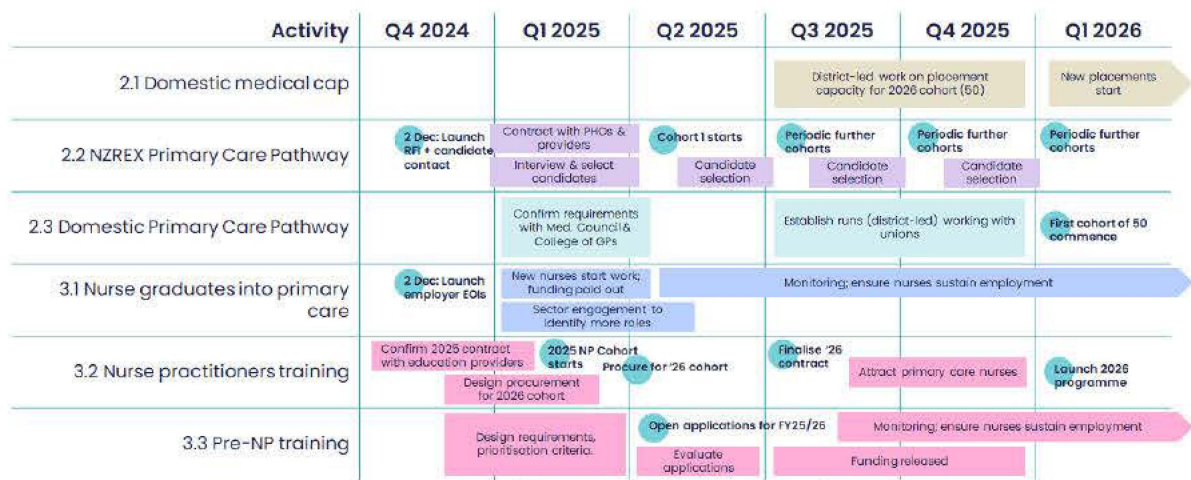 Activity
Q4 2024
Q1 2025
Q2 2025
Q3 2025
Q4 2025
Q1 2026
2.1 Domestic medical cap
District-led work on placement
capacity for 2026 cohort (50)
New placements
start
2.2 NZREX Primary Care Pathway
2 Dec: Launch
RFI + candidate
contact
Contract with PHOs &
providers
Interview & select
candidates
Cohort 1 starts
Candidate
selection
Periodic further
cohorts
Candidate
selection
Periodic further
cohorts
Candidate
selection
Periodic further
cohorts
2.3 Domestic Primary Care Pathway
Confirm requirements
with Med. Council &
College of GPs
Establish runs (district-led) working with
unions
First cohort of 50
commence
3.1 Nurse graduates into primary
care
2 Dec: Launch
employer EOIs
New nurses start work;
funding paid out
Sector engagement to
identify more roles
Monitoring; ensure nurses sustain employment
3.2 Nurse practitioners training
Confirm 2025 contract
with education providers
Design procurement
for 2026 cohort
2025 NP Cohort
starts
Procure for '26 cohort
Finalise '26
contract
Attract primary care nurses
Launch 2026
programme
3.3 Pre-NP training
Design requirements,
prioritisation criteria.
Open applications for FY25/26
Evaluate
applications
Monitoring; ensure nurses sustain employment
Funding released